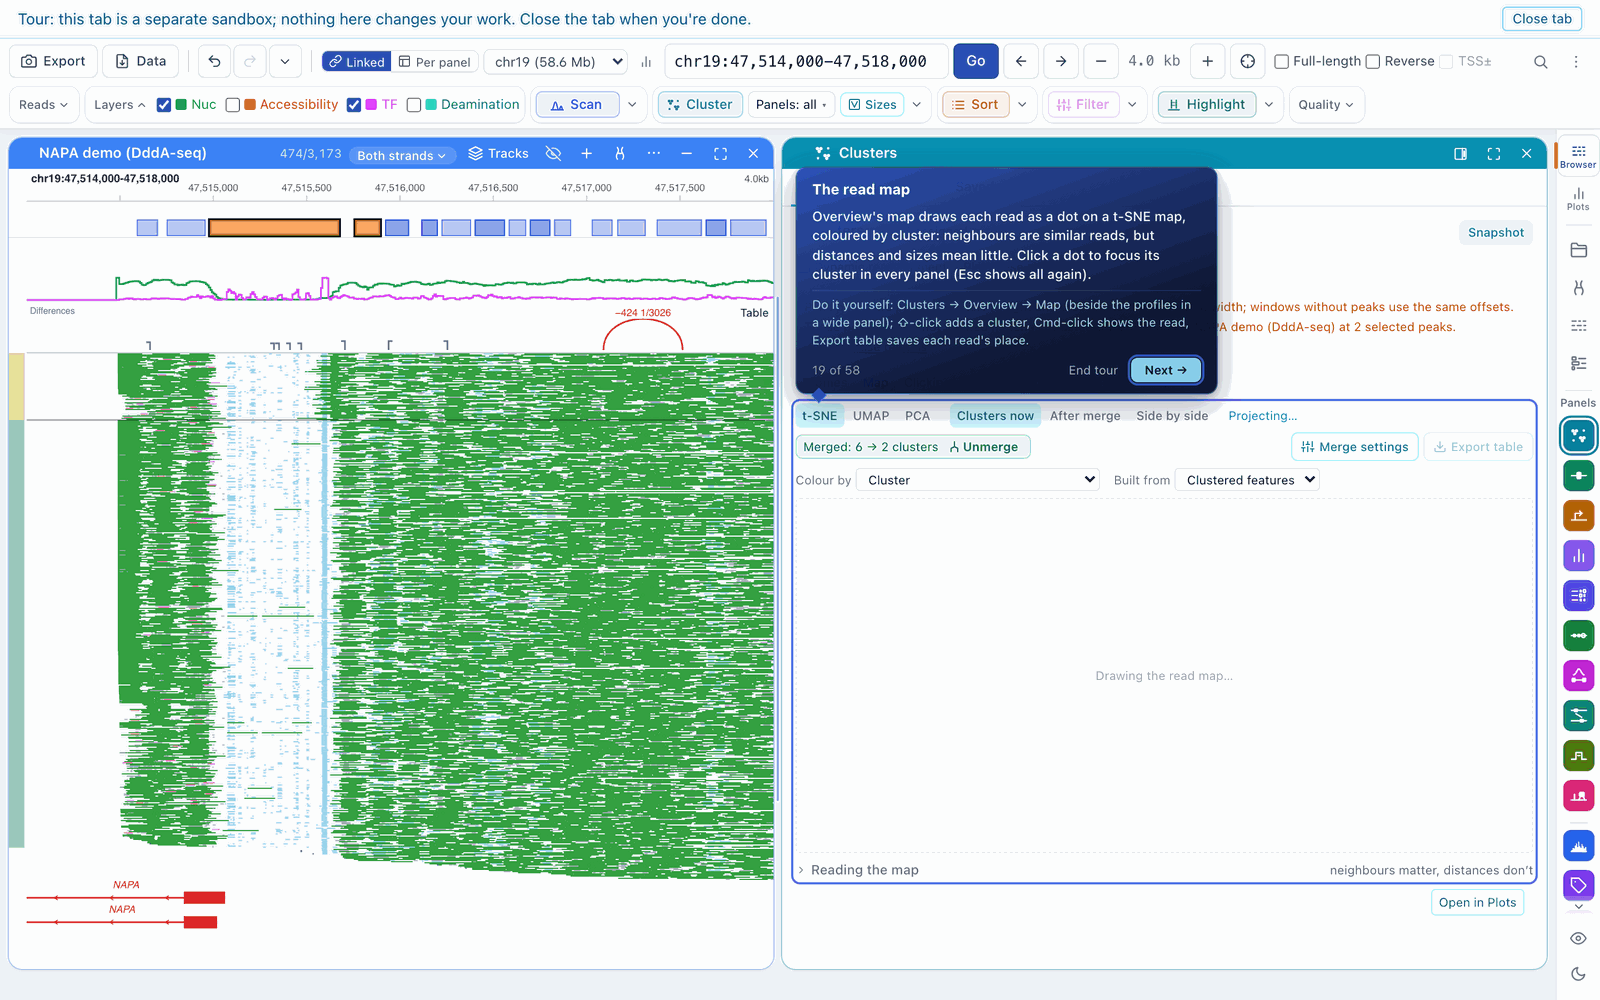 Tour: this tab is a separate sandbox; nothing here changes your work. Close the tab when you're done.
Close tab
Export
Data
Linked
Per panel
chr19 (58.6 Mb)
chr19:47,514,000–47,518,000
Go
4.0 kb
Full-length
Reverse
TSS±
Reads
Layers
Nuc
Accessibility
TF
Deamination
Scan
Cluster
Panels: all
Sizes
Sort
Filter
Highlight
Quality
NAPA demo (DddA-seq)
474/3,173
Both strands
Tracks
chr19:47,514,000-47,518,000
47,515,000
47,515,500
47,516,000
47,516,500
47,517,000
47,517,500
4.0kb
Differences
−424 1/3026
Table
NAPA
NAPA
Clusters
Snapshot
The read map
Overview's map draws each read as a dot on a t-SNE map,
coloured by cluster: neighbours are similar reads, but
distances and sizes mean little. Click a dot to focus its
cluster in every panel (Esc shows all again).
Do it yourself: Clusters → Overview → Map (beside the profiles in
a wide panel); ⇧-click adds a cluster, Cmd-click shows the read,
Export table saves each read's place.
19 of 58
End tour
Next →
width; windows without peaks use the same offsets.
demo (DddA-seq) at 2 selected peaks.
t-SNE
UMAP
PCA
Clusters now
After merge
Side by side
Projecting…
Merged: 6 → 2 clusters
Unmerge
Merge settings
Export table
Colour by
Cluster
Built from
Clustered features
Drawing the read map…
Reading the map
neighbours matter, distances don't
Open in Plots
Browser
Plots
Panels